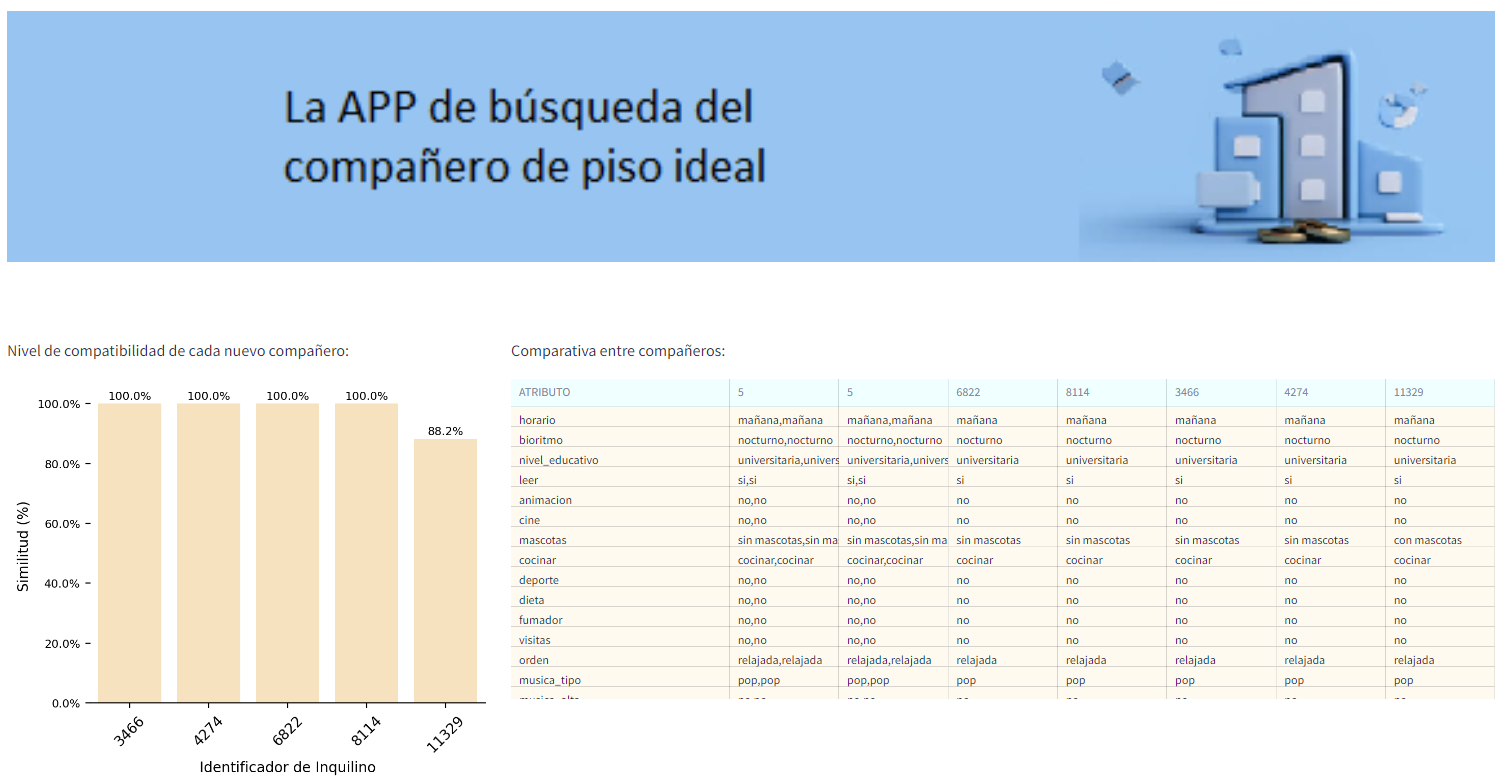 La APP de búsqueda del
compañero de piso ideal
Nivel de compatibilidad de cada nuevo compañero:
100.0%
80.0%
60.0%
40.0%
20.0%
0.0%
Similitud (%)
100.0% 100.0% 100.0% 100.0% 88.2%
3466 4274 6822 8114 11329
Identificador de Inquilino
Comparativa entre compañeros:
ATRIBUTO 5 5 6822 8114 3466 4274 11329
horario mañana,mañana mañana,mañana mañana mañana mañana mañana mañana
bioritmo nocturno,nocturno nocturno,nocturno nocturno nocturno nocturno nocturno nocturno
nivel_educativo universitaria,univers universitaria,univers universitaria universitaria universitaria universitaria universitaria
leer si,si si,si si si si si si
animacion no,no no,no no no no no no
cine no,no no,no no no no no no
mascotas sin mascotas,sin ma sin mascotas,sin ma sin mascotas sin mascotas sin mascotas sin mascotas con mascotas
cocinar cocinar,cocinar cocinar,cocinar cocinar cocinar cocinar cocinar cocinar
deporte no,no no,no no no no no no
dieta no,no no,no no no no no no
fumador no,no no,no no no no no no
visitas no,no no,no no no no no no
orden relajada,relajada relajada,relajada relajada relajada relajada relajada relajada
musica_tipo pop,pop pop,pop pop pop pop pop pop